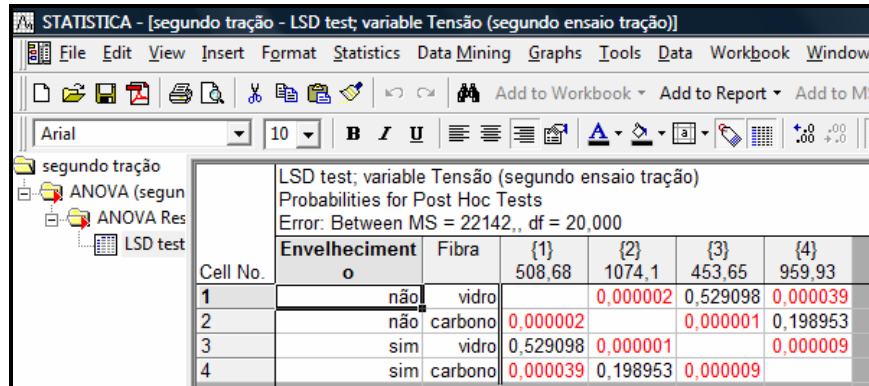 STATISTICA - [segundo tração - LSD test; variable Tensão (segundo ensaio tração)]
File Edit View Insert Format Statistics Data Mining Graphs Tools Data Workbook Window
Add to Workbook Add to Report Add to M
Arial 10 B I U A
segundo tração
ANOVA (segun
ANOVA Res
LSD test
LSD test; variable Tensão (segundo ensaio tração)
Probabilities for Post Hoc Tests
Error: Between MS = 22142,, df = 20,000
Cell No. Envelhecimento Fibra {1} 508,68 {2} 1074,1 {3} 453,65 {4} 959,93
1 não vidro 0,000002 0,529098 0,000039
2 não carbono 0,000002 0,000001 0,198953
3 sim vidro 0,529098 0,000001 0,000009
4 sim carbono 0,000039 0,198953 0,000009